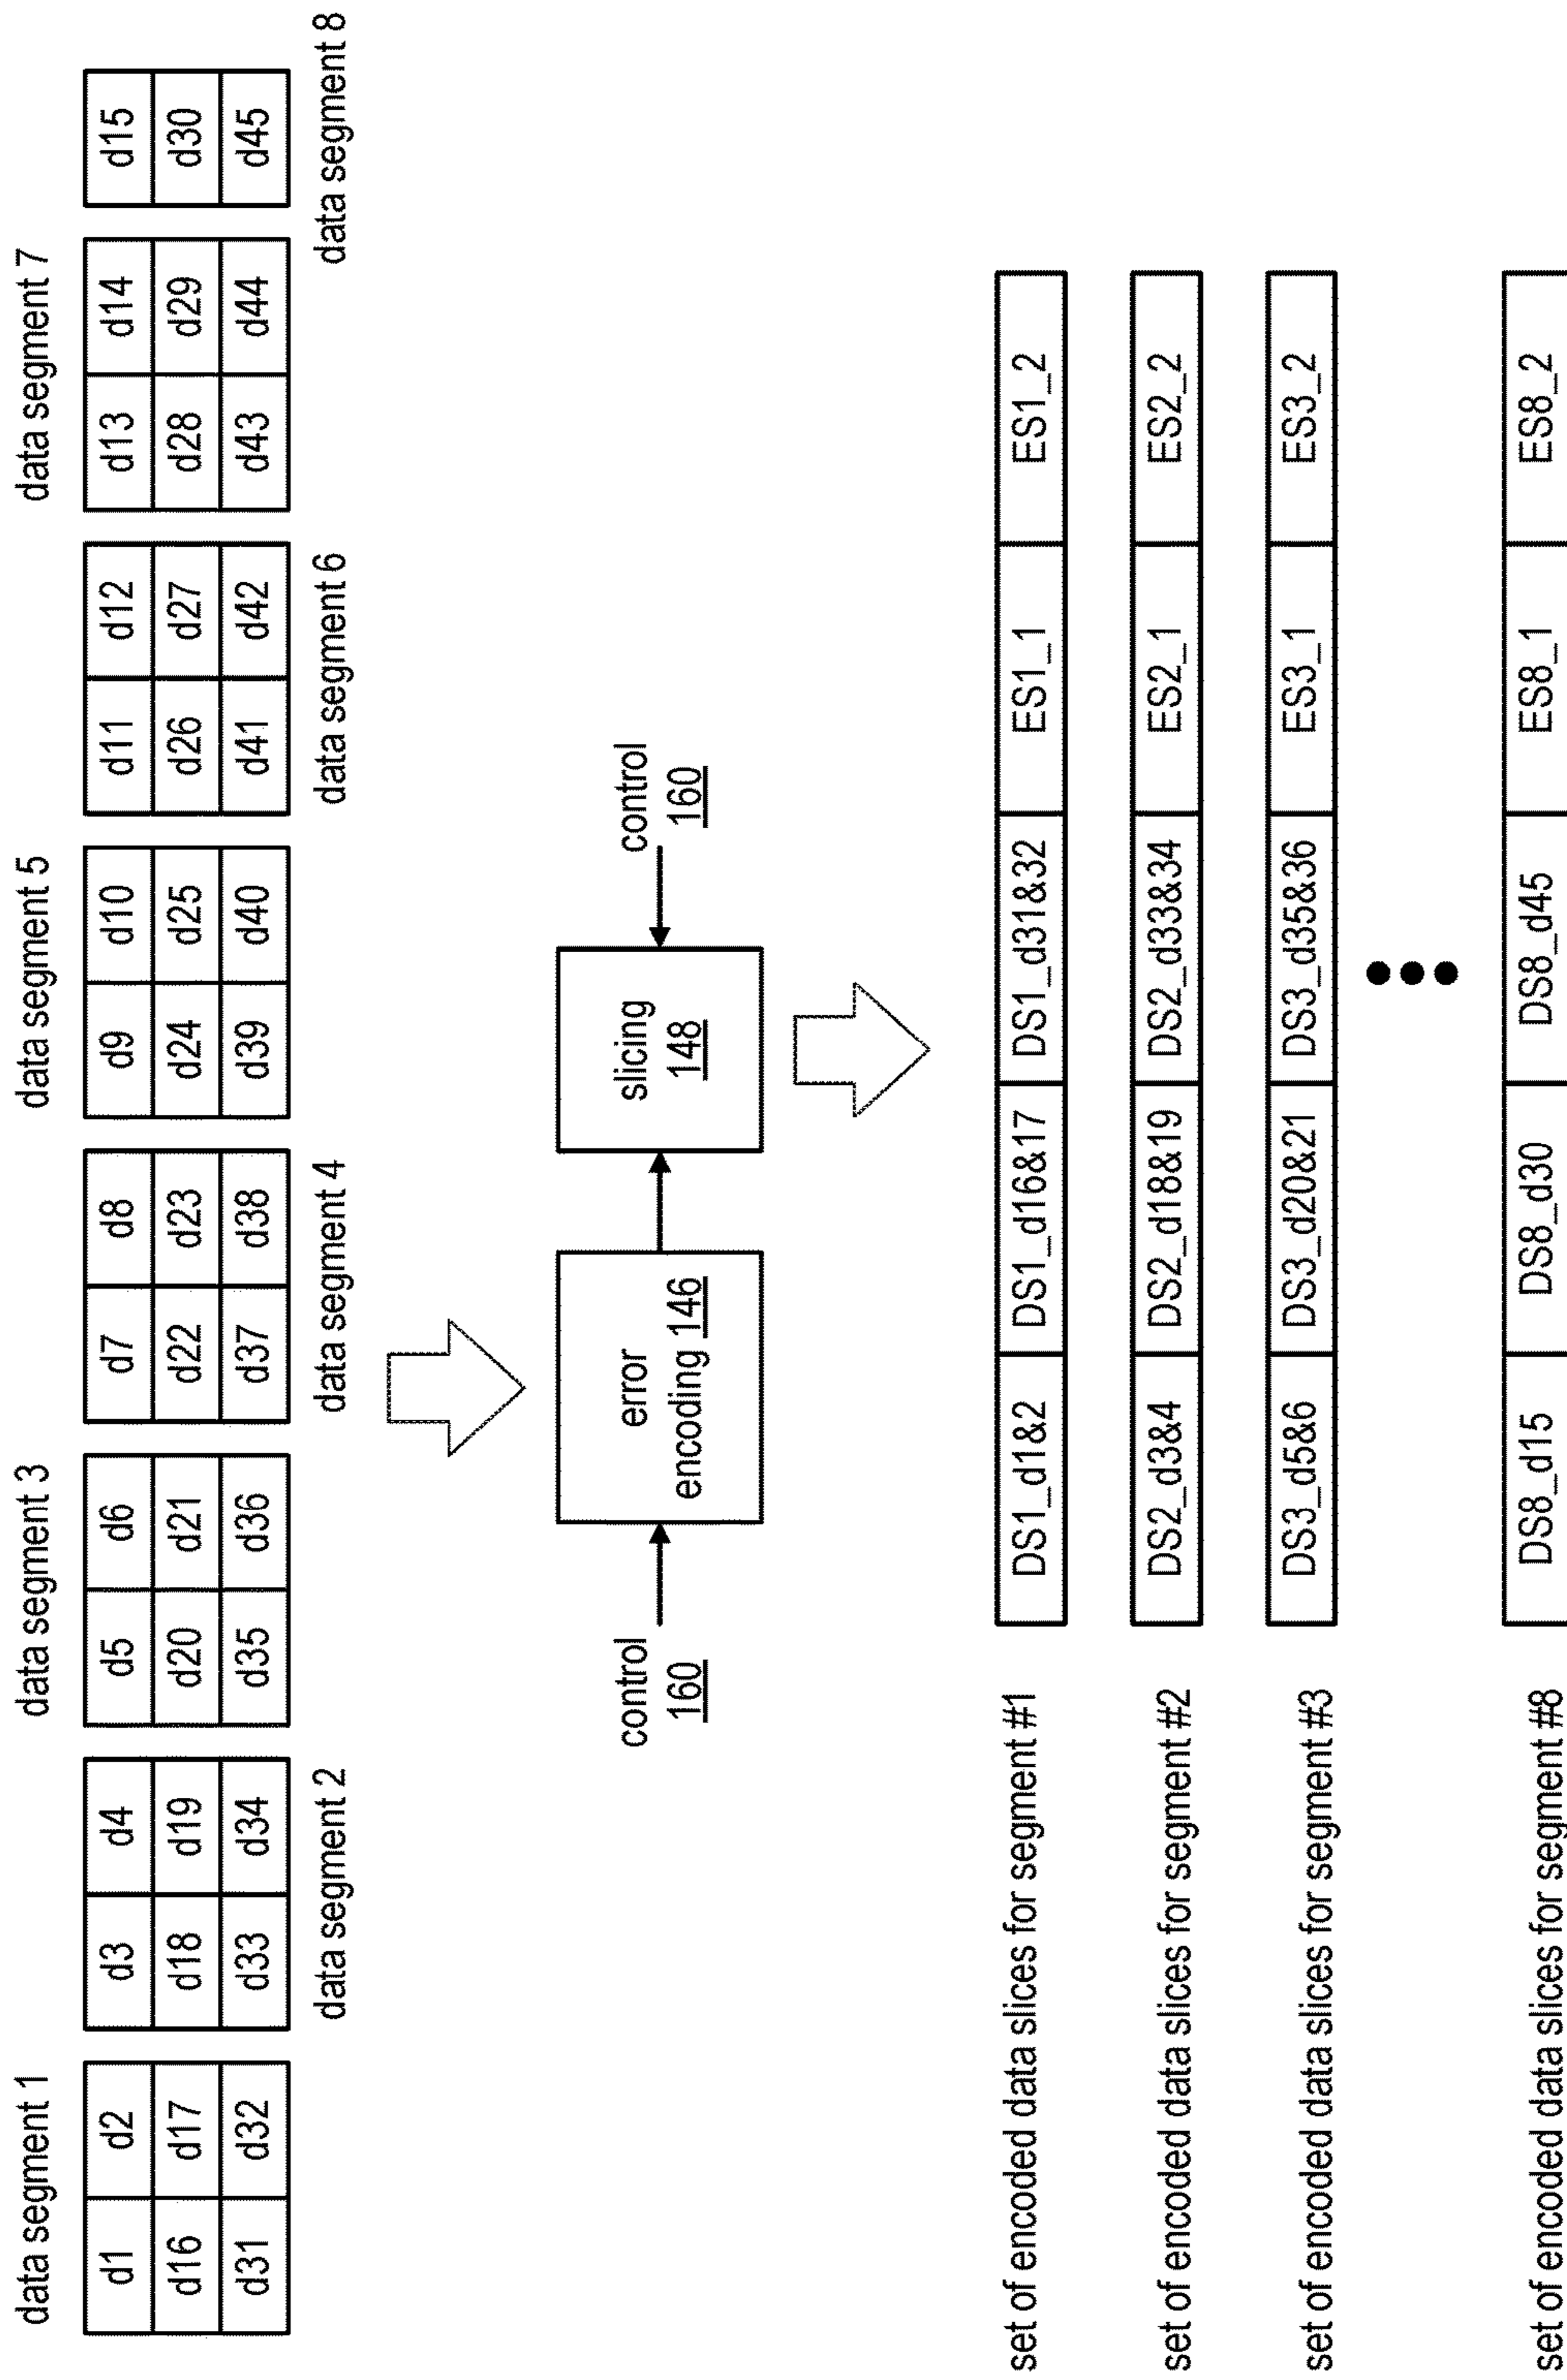 data segment 1
data segment 3
data segment 5
data segment 7
d1 d2 d3 d4 d5 d6 d7 d8 d9 d10 d11 d12 d13 d14 d15
d16 d17 d18 d19 d20 d21 d22 d23 d24 d25 d26 d27 d28 d29 d30
d31 d32 d33 d34 d35 d36 d37 d38 d39 d40 d41 d42 d43 d44 d45
data segment 2
data segment 4
data segment 6
data segment 8
control
160
error
encoding 146
slicing
148
control
160
set of encoded data slices for segment #1 DS1_d1&2 DS1_d16&17 DS1_d31&32 ES1_1 ES1_2
set of encoded data slices for segment #2 DS2_d3&4 DS2_d18&19 DS2_d33&34 ES2_1 ES2_2
set of encoded data slices for segment #3 DS3_d5&6 DS3_d20&21 DS3_d35&36 ES3_1 ES3_2
set of encoded data slices for segment #8 DS8_d15 DS8_d30 DS8_d45 ES8_1 ES8_2